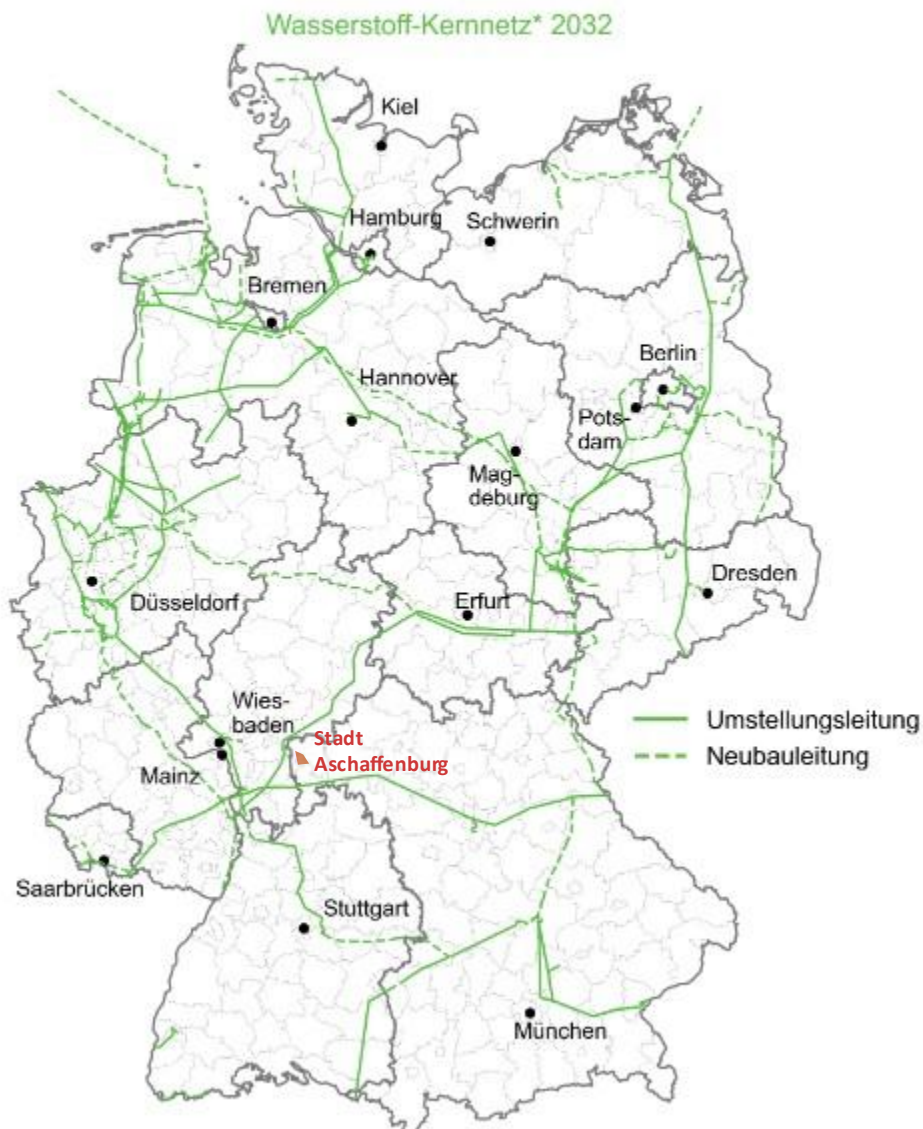 Wasserstoff-Kernnetz* 2032
Kiel
Hamburg
Schwerin
Bremen
Hannover
Berlin
Pots-
dam
Mag-
deburg
Düsseldorf
Erfurt
Dresden
Wies-
baden
Stadt
Aschaffenburg
Mainz
Umstellungsleitung
Neubauleitung
Saarbrücken
Stuttgart
München